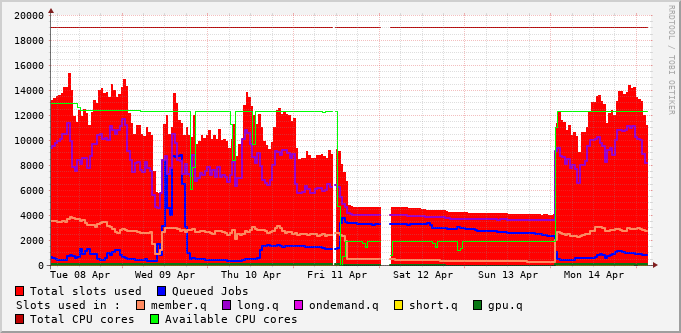 RRDTOOL / TOBI OETIKER
20000
18000
16000
14000
12000
10000
8000
6000
4000
2000
0
Tue 08 Apr Wed 09 Apr Thu 10 Apr Fri 11 Apr Sat 12 Apr Sun 13 Apr Mon 14 Apr
Total slots used Queued Jobs
Slots used in : member.q long.q ondemand.q short.q gpu.q
Total CPU cores Available CPU cores